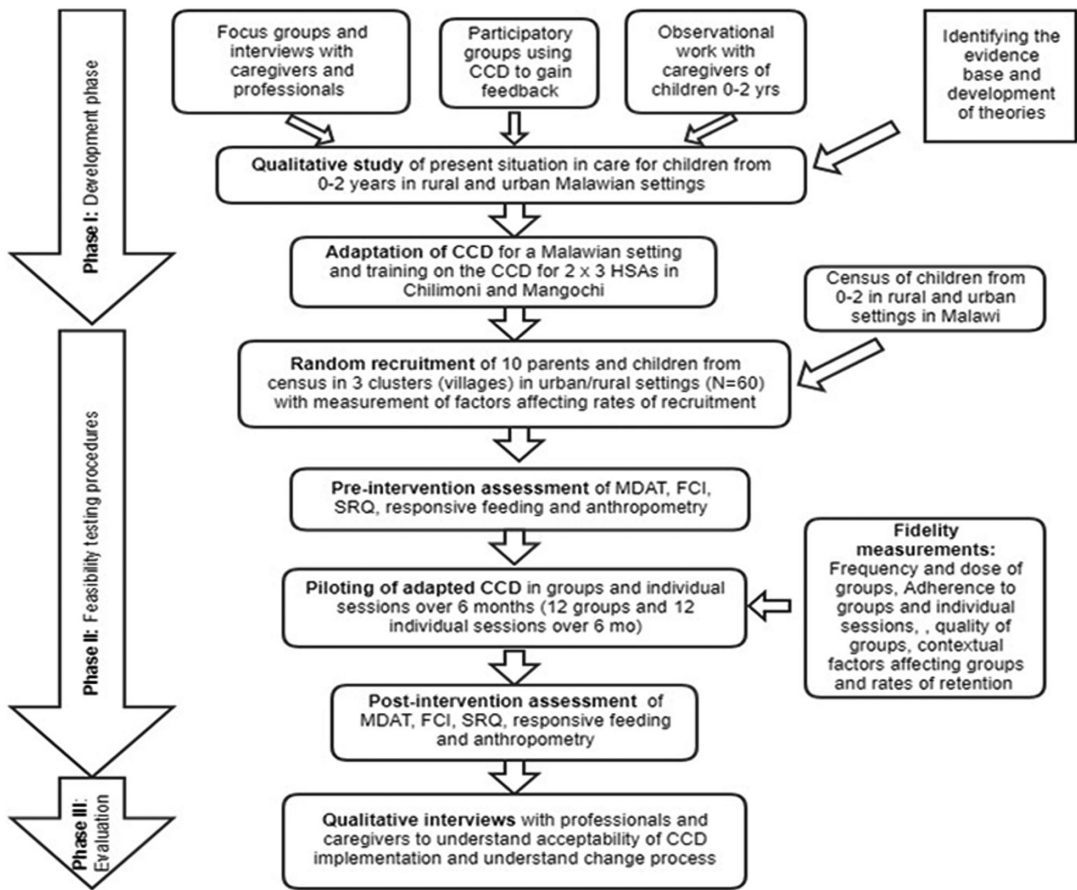 Focus groups and
interviews with
caregivers and
professionals
Participatory
groups using
CCD to gain
feedback
Observational
work with
caregivers of
children 0-2 yrs
Identifying the
evidence
base and
development
of theories
Phase I: Development phase
Qualitative study of present situation in care for children from
0-2 years in rural and urban Malawian settings
Adaptation of CCD for a Malawian setting
and training on the CCD for 2 x 3 HSAs in
Chilimoni and Mangochi
Census of children from
0-2 in rural and urban
settings in Malawi
Phase II: Feasibility testing procedures
Random recruitment of 10 parents and children from
census in 3 clusters (villages) in urban/rural settings (N=60)
with measurement of factors affecting rates of recruitment
Pre-intervention assessment of MDAT, FCI,
SRQ, responsive feeding and anthropometry
Piloting of adapted CCD in groups and individual
sessions over 6 months (12 groups and 12
individual sessions over 6 mo)
Fidelity
measurements:
Frequency and dose of
groups, Adherence to
groups and individual
sessions, , quality of
groups, contextual
factors affecting groups
and rates of retention
Post-intervention assessment of
MDAT, FCI, SRQ, responsive feeding
and anthropometry
Phase III:
Evaluation
Qualitative interviews with professionals and
caregivers to understand acceptability of CCD
implementation and understand change process